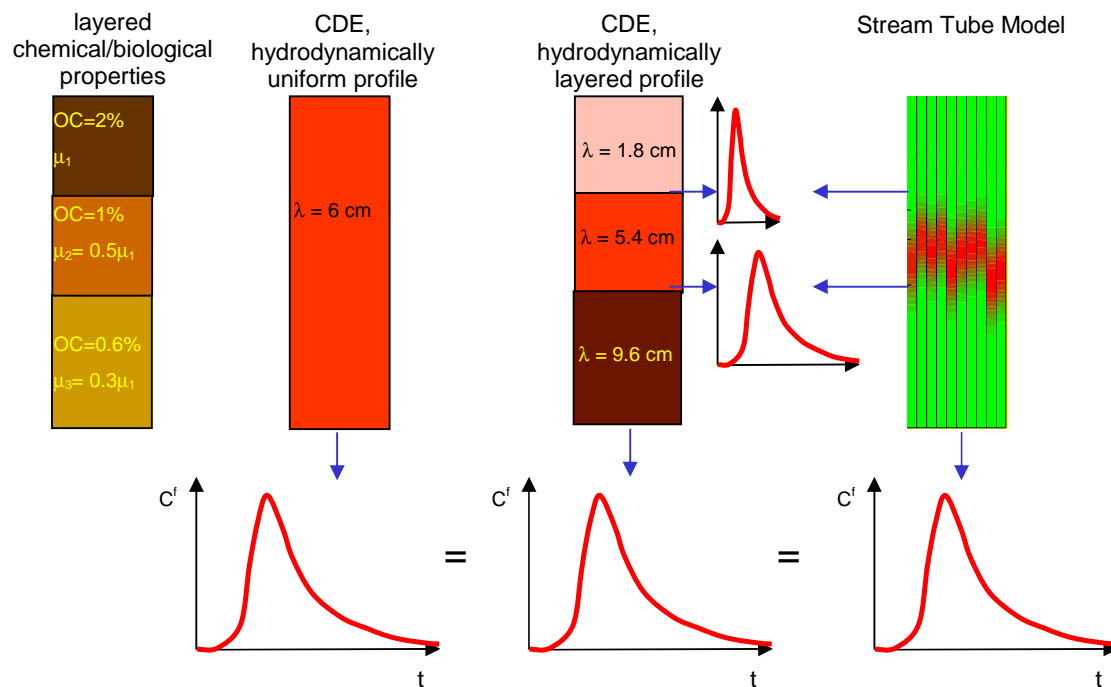 layered
chemical/biological
properties
CDE,
hydrodynamically
uniform profile
CDE,
hydrodynamically
layered profile
Stream Tube Model
OC=2%
μ1
OC=1%
μ2= 0.5μ1
OC=0.6%
μ3= 0.3μ1
λ = 6 cm
λ = 1.8 cm
λ = 5.4 cm
λ = 9.6 cm
Cf
t
=
Cf
t
=
Cf
t